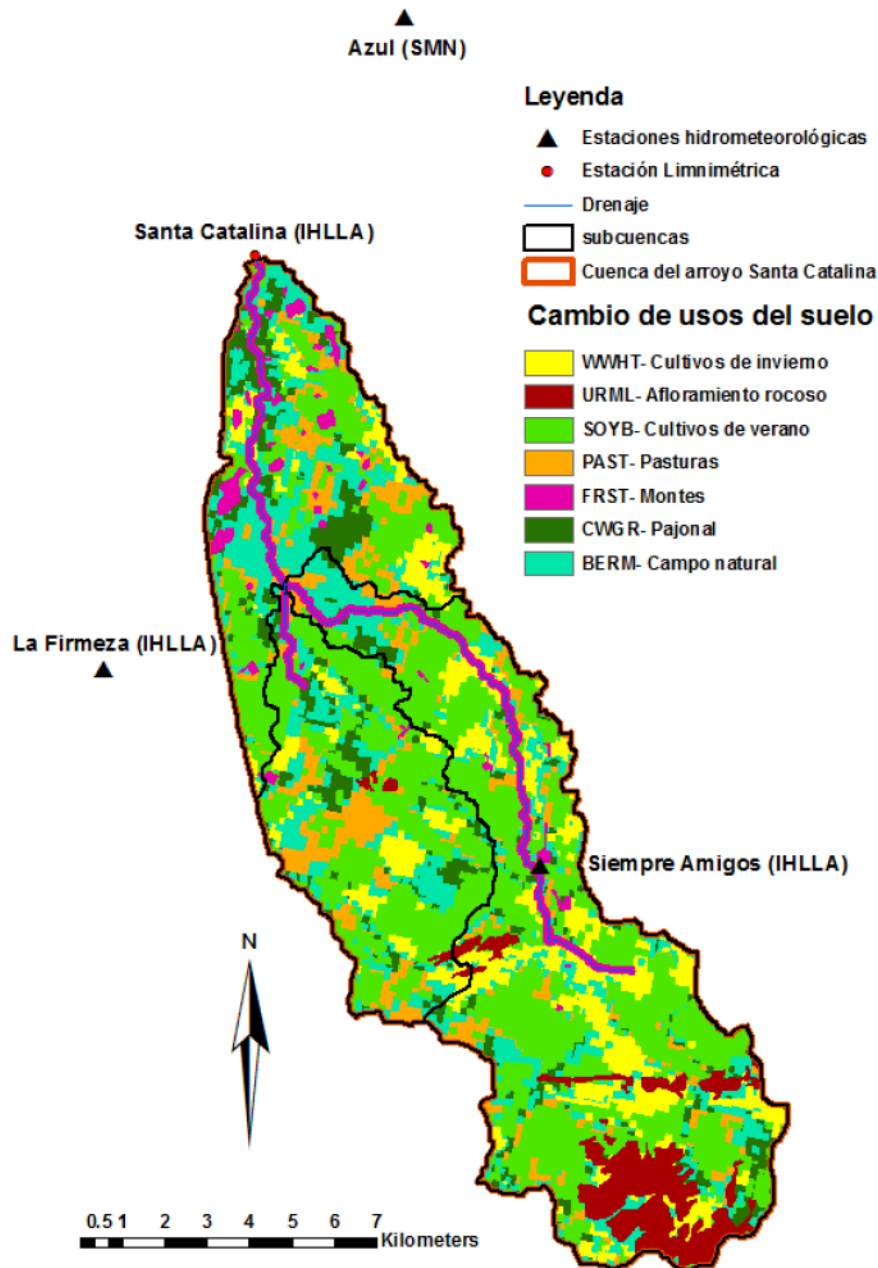 Azul (SMN)
Leyenda
Estaciones hidrometeorológicas
Estación Limnimétrica
Drenaje
subcuencas
Cuenca del arroyo Santa Catalina
Santa Catalina (IHLLA)
Cambio de usos del suelo
WWHT- Cultivos de invierno
URML- Afloramiento rocoso
SOYB- Cultivos de verano
PAST- Pasturas
FRST- Montes
CWGR- Pajonal
BERM- Campo natural
La Firmeza (IHLLA)
Siempre Amigos (IHLLA)
N
0.5 1 2 3 4 5 6 7
Kilometers